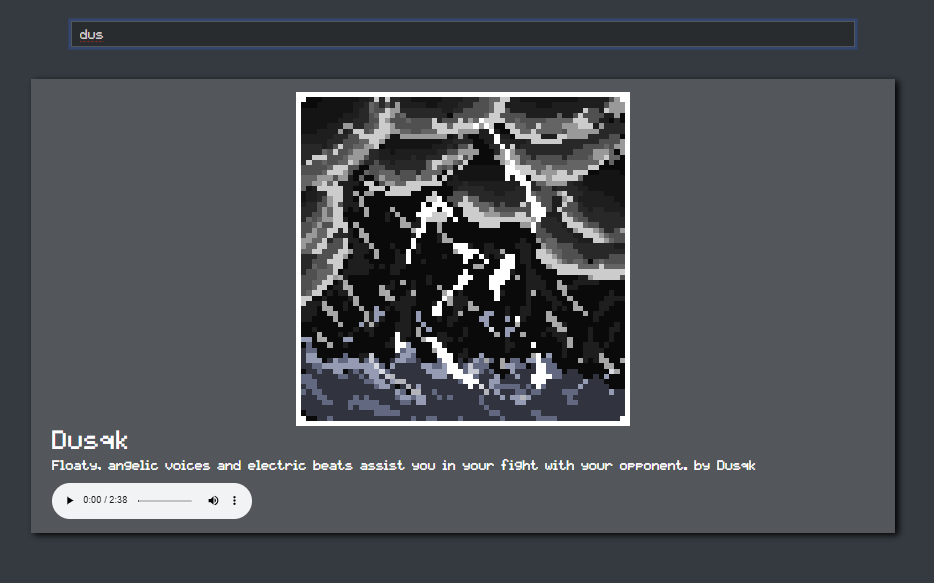 dus
Dusqk
Floaty, angelic voices and electric beats assist you in your fight with your opponent. by Dusqk
0:00 / 2:38